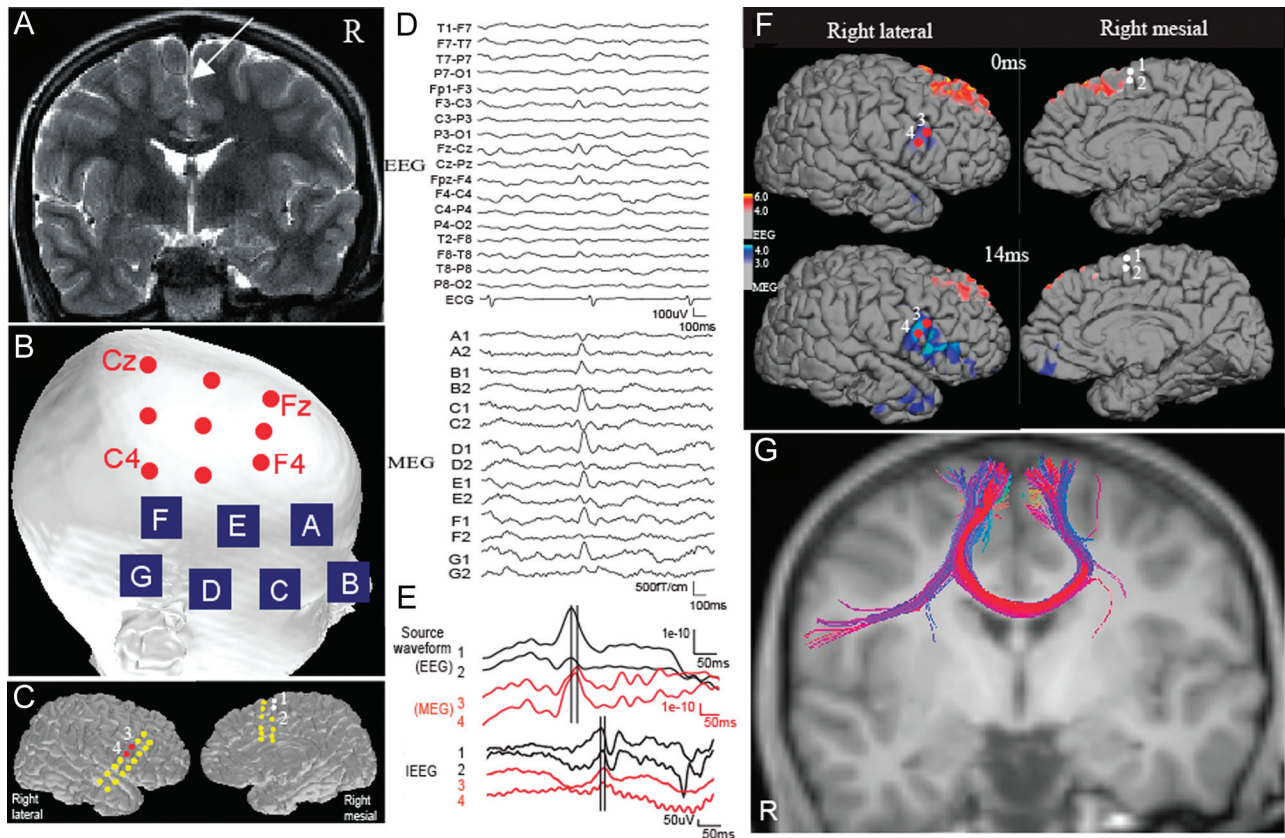 A
R
B
Cz
Fz
C4
F4
F
E
A
G
D
C
B
C
1
2
3
4
Right
lateral
Right
mesial
D
EEG
T1-F7
F7-T7
T7-P7
P7-O1
Fp1-F3
F3-C3
C3-P3
P3-O1
Fz-Cz
Cz-Pz
Fpz-F4
F4-C4
C4-P4
P4-O2
T2-F8
F8-T8
T8-P8
P8-O2
ECG
100uV
100ms
MEG
A1
A2
B1
B2
C1
C2
D1
D2
E1
E2
F1
F2
G1
G2
500fT/cm
100ms
E
Source
waveform
(EEG)
1
2
1e-10
50ms
(MEG)
3
4
1e-10
50ms
IEEG
1
2
3
4
50uV
50ms
F
Right lateral
Right mesial
0ms
1
2
3
4
6.0
4.0
EEG
4.0
3.0
MEG
14ms
1
2
3
4
G
R